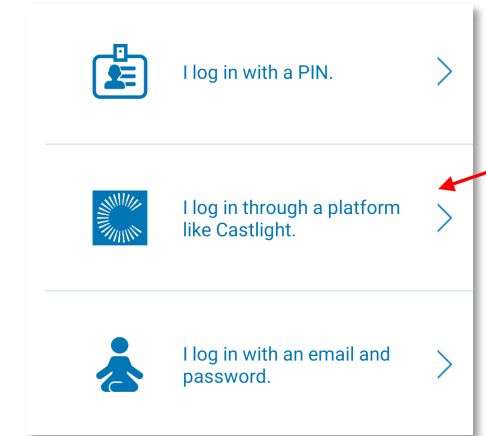 I log in with a PIN.
I log in through a platform
like Castlight.
I log in with an email and
password.